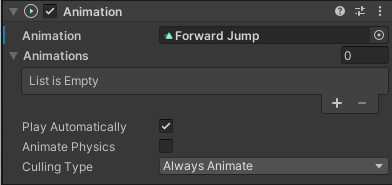 Animation
Animation Forward Jump
Animations 0
List is Empty
+ −
Play Automatically
Animate Physics
Culling Type Always Animate